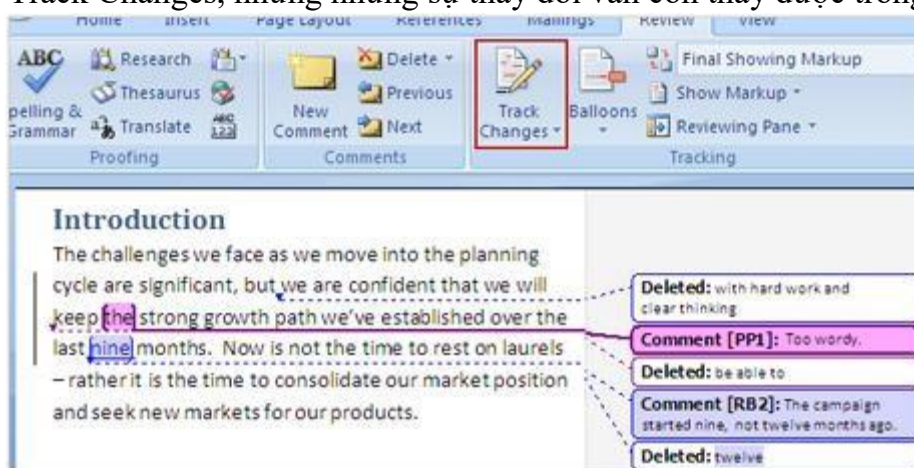 Track Changes, nhưng những sự thay đổi vẫn còn thấy được trong
Home Insert Page Layout References Mailings Review View
ABC Research Delete Final Showing Markup
Thesaurus Previous Show Markup
pelling & Grammar Translate New Comment Next Track Changes Balloons Reviewing Pane
Proofing Comments Tracking
Introduction
The challenges we face as we move into the planning
cycle are significant, but we are confident that we will
keep the strong growth path we've established over the
last nine months. Now is not the time to rest on laurels
– rather it is the time to consolidate our market position
and seek new markets for our products.
Deleted: with hard work and
clear thinking
Comment [PP1]: Too wordy.
Deleted: be able to
Comment [RB2]: The campaign
started nine, not twelve months ago.
Deleted: twelve